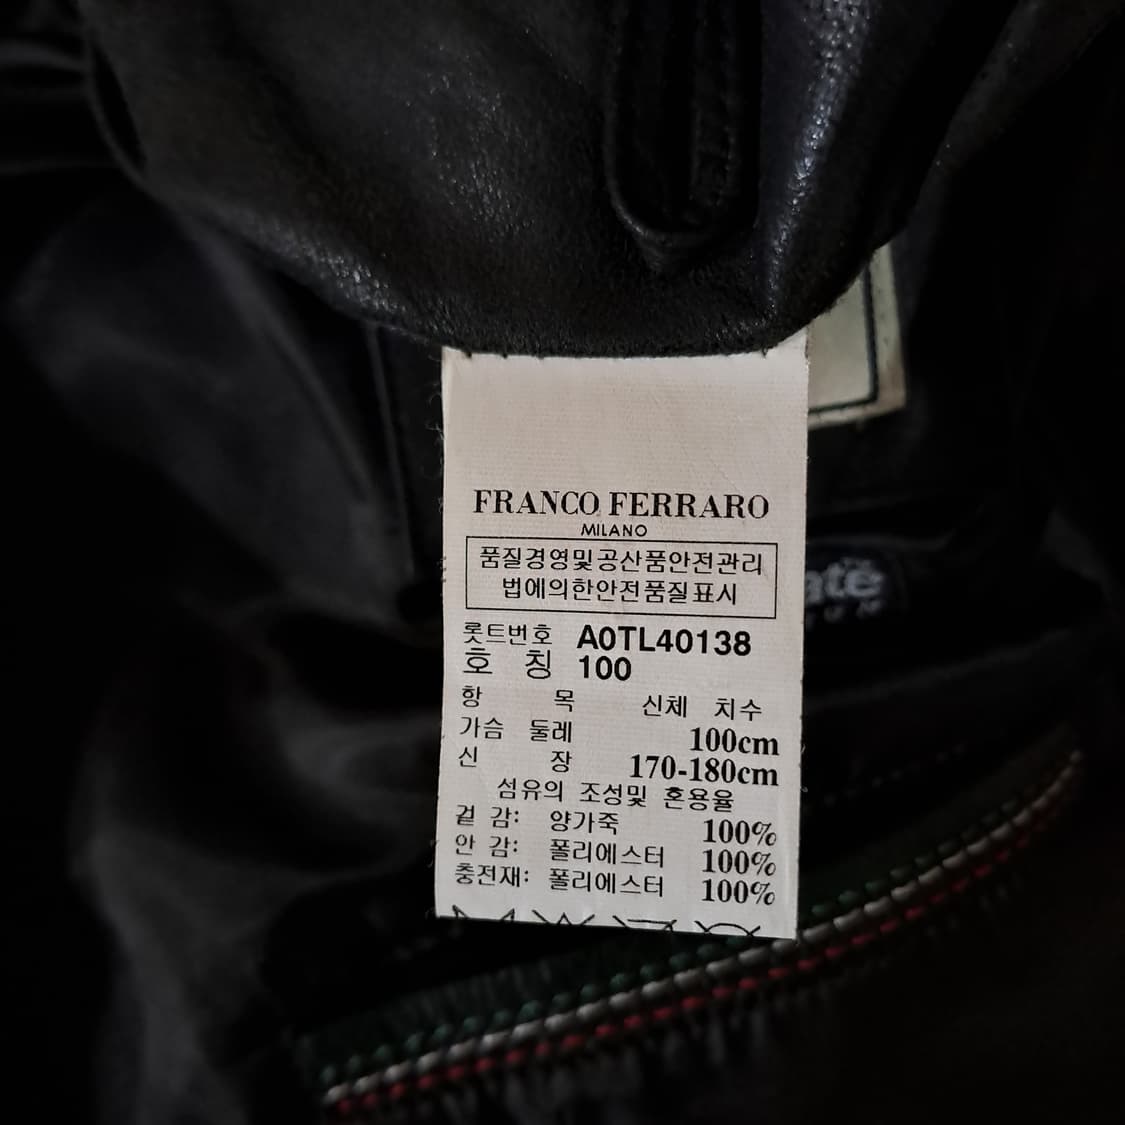 FRANCO FERRARO
MILANO
품질경영및공산품안전관리
법에의한안전품질표시
롯트번호 A0TL40138
호 칭 100
항 목 신체 치수
가슴 둘레 100cm
신 장 170-180cm
섬유의 조성및 혼용율
겉 감: 양가죽 100%
안 감: 폴리에스터 100%
충전재: 폴리에스터 100%